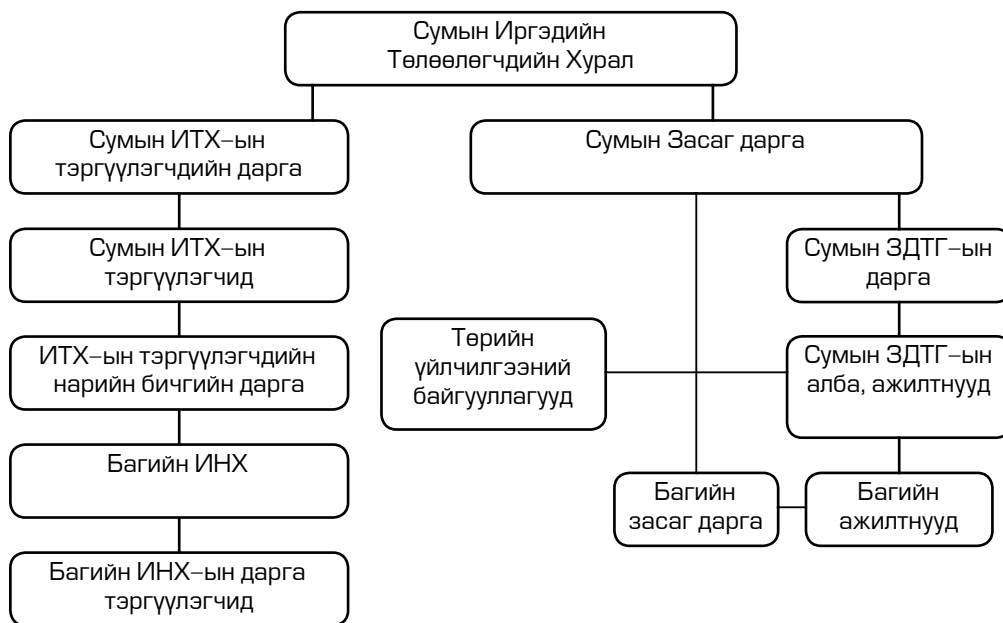 Сумын Иргэдийн
Төлөөлөгчдийн Хурал
Сумын ИТХ–ын
тэргүүлэгчдийн дарга
Сумын Засаг дарга
Сумын ИТХ–ын
тэргүүлэгчид
Сумын ЗДТГ–ын
дарга
ИТХ–ын тэргүүлэгчдийн
нарийн бичгийн дарга
Төрийн
үйлчилгээний
байгууллагууд
Сумын ЗДТГ–ын
алба, ажилтнууд
Багийн ИНХ
Багийн
засаг дарга
Багийн
ажилтнууд
Багийн ИНХ–ын дарга
тэргүүлэгчид